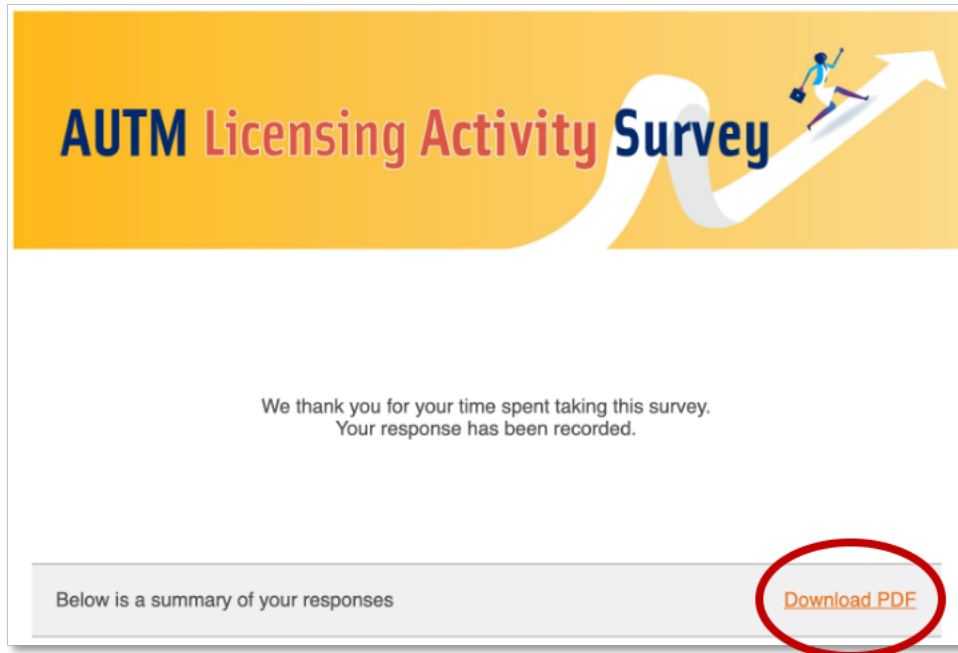 AUTM Licensing Activity Survey
We thank you for your time spent taking this survey.
Your response has been recorded.
Below is a summary of your responses
Download PDF